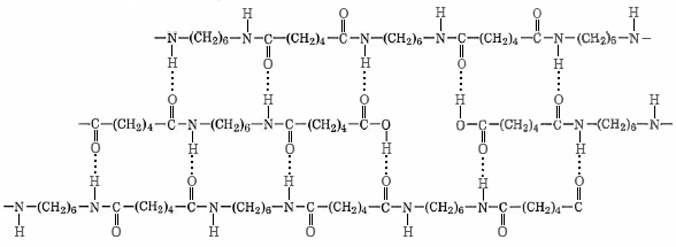 H O H O H
—N—(CH₂)₆—N—C—(CH₂)₄—C—N—(CH₂)₆—N—C—(CH₂)₄—C—N—(CH₂)₆—N—
H O H O H
O H O H O H
—C—(CH₂)₄—C—N—(CH₂)₆—N—C—(CH₂)₄—C—O O—C—(CH₂)₄—C—N—(CH₂)₆—N—
O H O H O H
H O H O H O
—N—(CH₂)₆—N—C—(CH₂)₄—C—N—(CH₂)₆—N—C—(CH₂)₄—C—N—(CH₂)₆—N—C—(CH₂)₄—C
H O H O H O